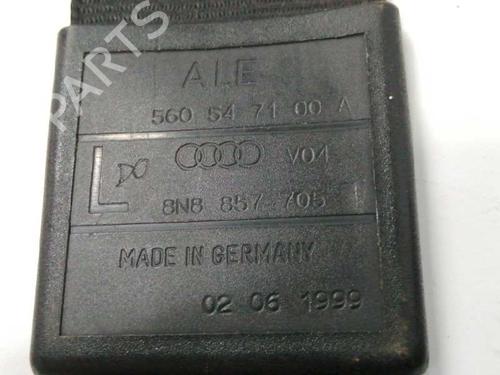 ALE
560 54 71 00 A
L V04
8N8 857 705
MADE IN GERMANY
02 06 1999
B-PARTS